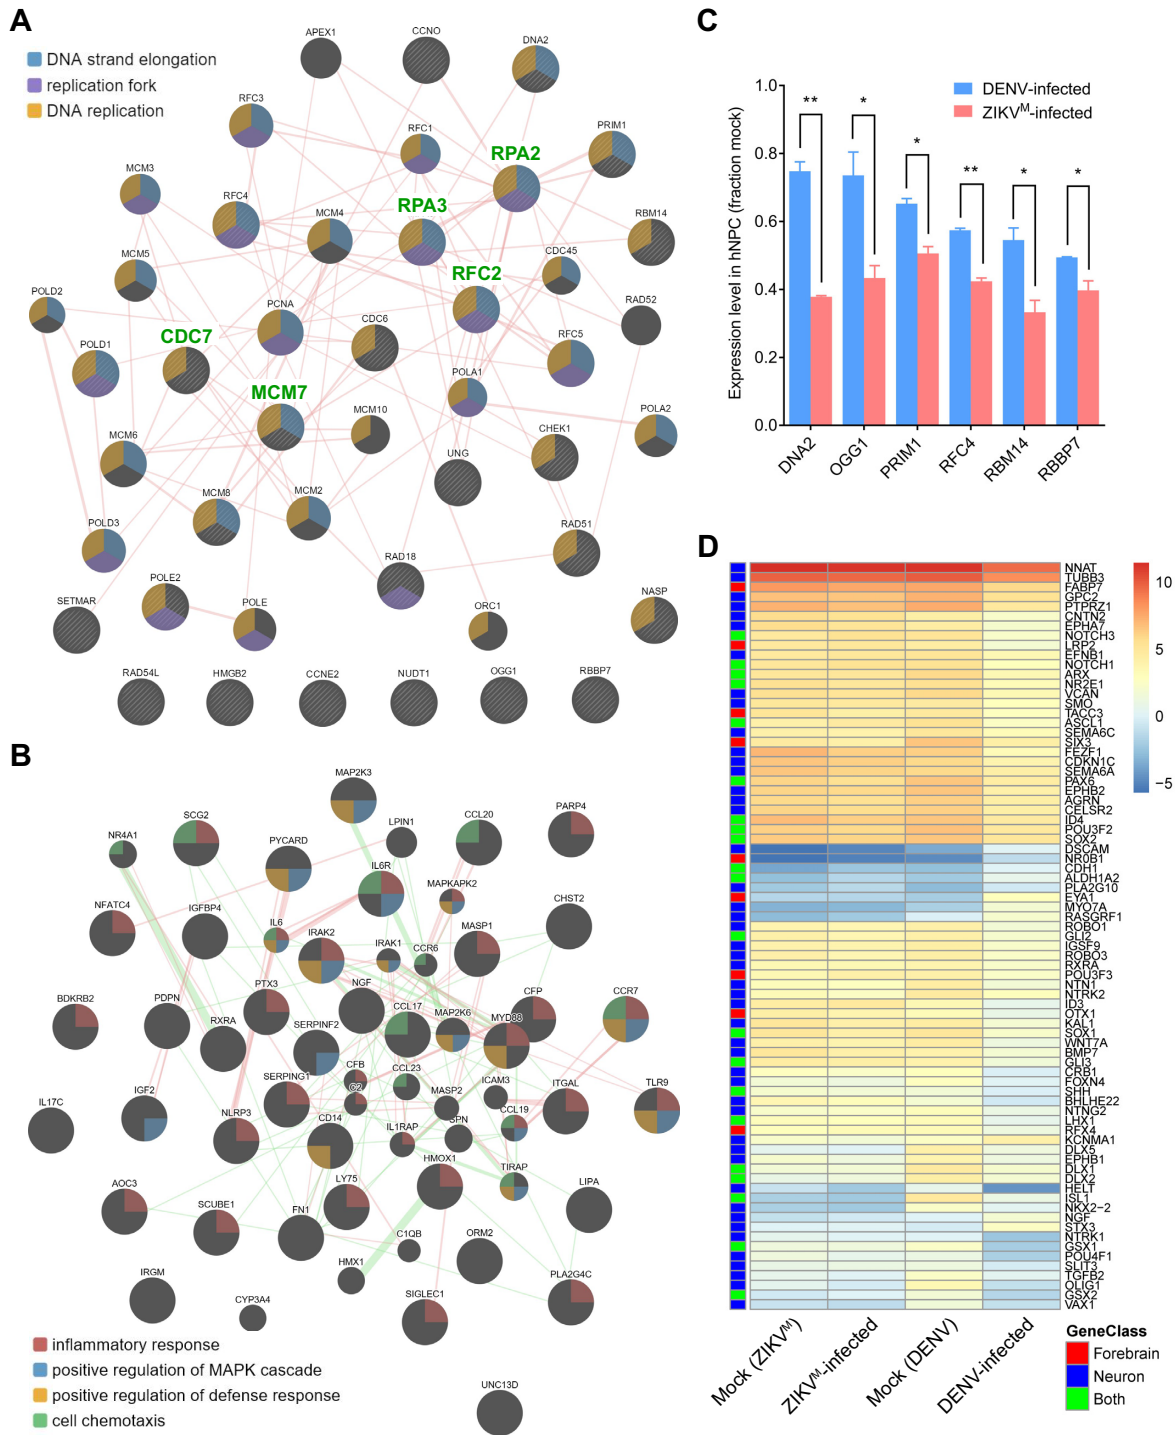 A
DNA strand elongation
replication fork
DNA replication
APEX1
CCNO
DNA2
RFC3
RFC1
RPA2
PRIM1
MCM3
RFC4
MCM4
RPA3
RBM14
MCM5
RFC2
CDC45
POLD2
PCNA
RAD52
CDC7
CDC6
POLD1
RFC5
MCM7
POLA1
MCM6
MCM10
POLA2
UNG
CHEK1
MCM8
MCM2
POLD3
RAD51
RAD18
SETMAR
POLE2
POLE
ORC1
NASP
RAD54L
HMGB2
CCNE2
NUDT1
OGG1
RBBP7
B
MAP2K3
NR4A1
SCG2
PYCARD
LPIN1
CCL20
PARP4
IL6R
MAPKAPK2
NFATC4
IGFBP4
IL6
IRAK2
IRAK1
CCR6
MASP1
CHST2
BDKRB2
PDPN
RXRA
PTX3
SERPINF2
NGF
CCL17
MAP2K6
MYD88
CFP
CCR7
IL17C
IGF2
NLRP3
SERPING1
CFB
C2
CCL23
MASP2
ICAM3
ITGAL
TLR9
CD14
IL1RAP
SPN
CCL19
AOC3
SCUBE1
FN1
LY75
HMOX1
TIRAP
LIPA
IRGM
CYP3A4
HMX1
C1QB
ORM2
SIGLEC1
PLA2G4C
UNC13D
inflammatory response
positive regulation of MAPK cascade
positive regulation of defense response
cell chemotaxis
C
DENV-infected
ZIKVᴹ-infected
Expression level in hNPC (fraction mock)
1.0
0.8
0.6
0.4
0.2
0.0
**
*
*
**
*
*
DNA2
OGG1
PRIM1
RFC4
RBM14
RBBP7
D
NNAT
TUBB3
FABP7
GPC2
PTPRZ1
CNTN2
EPHA7
NOTCH3
LRP2
EFNB1
NOTCH1
ARX
NR2E1
VCAN
SMO
TACC3
ASCL1
SEMA6C
SIX3
FEZF1
CDKN1C
SEMA6A
PAX6
EPHB2
AGRN
CELSR2
ID4
POU3F2
SOX2
DSCAM
NR0B1
CDH1
ALDH1A2
PLA2G10
EYA1
MYO7A
RASGRF1
ROBO1
GLI2
IGSF9
ROBO3
RXRA
POU3F3
NTN1
NTRK2
ID3
OTX1
KAL1
SOX1
WNT7A
BMP7
GLI3
CRB1
FOXN4
SHH
BHLHE22
NTNG2
LHX1
RFX4
KCNMA1
DLX5
EPHB1
DLX1
DLX2
HELT
ISL1
NKX2-2
NGF
STX3
NTRK1
GSX1
POU4F1
SLIT3
TGFB2
OLIG1
GSX2
VAX1
10
5
0
−5
Mock (ZIKVᴹ)
ZIKVᴹ-infected
Mock (DENV)
DENV-infected
GeneClass
Forebrain
Neuron
Both